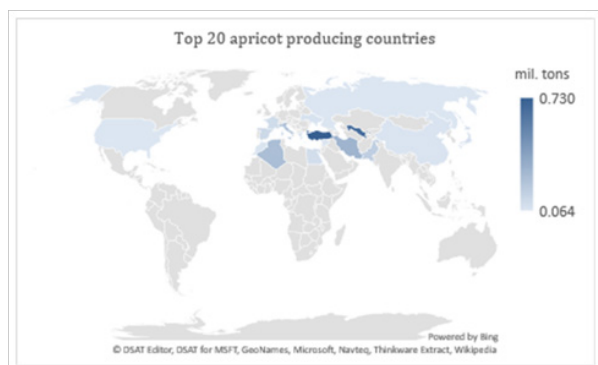 Top 20 apricot producing countries
mil. tons
0.730
0.064
Powered by Bing
© DSAT Editor, DSAT for MSFT, GeoNames, Microsoft, Navteq, Thinkware Extract, Wikipedia